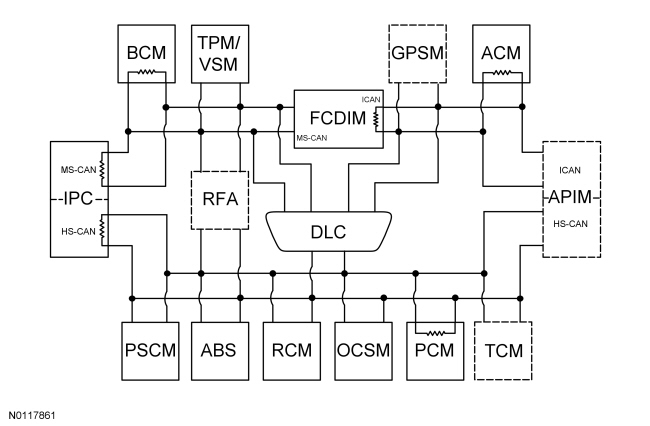 BCM
TPM/
VSM
GPSM
ACM
ICAN
FCDIM
MS-CAN
MS-CAN
IPC
HS-CAN
RFA
DLC
ICAN
APIM
HS-CAN
PSCM
ABS
RCM
OCSM
PCM
TCM
N0117861